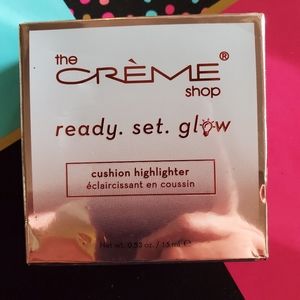 the
CRÈME®
shop
ready. set. glow
cushion highlighter
éclaircissant en coussin
Net wt. 0.53 oz. / 15 ml ℮